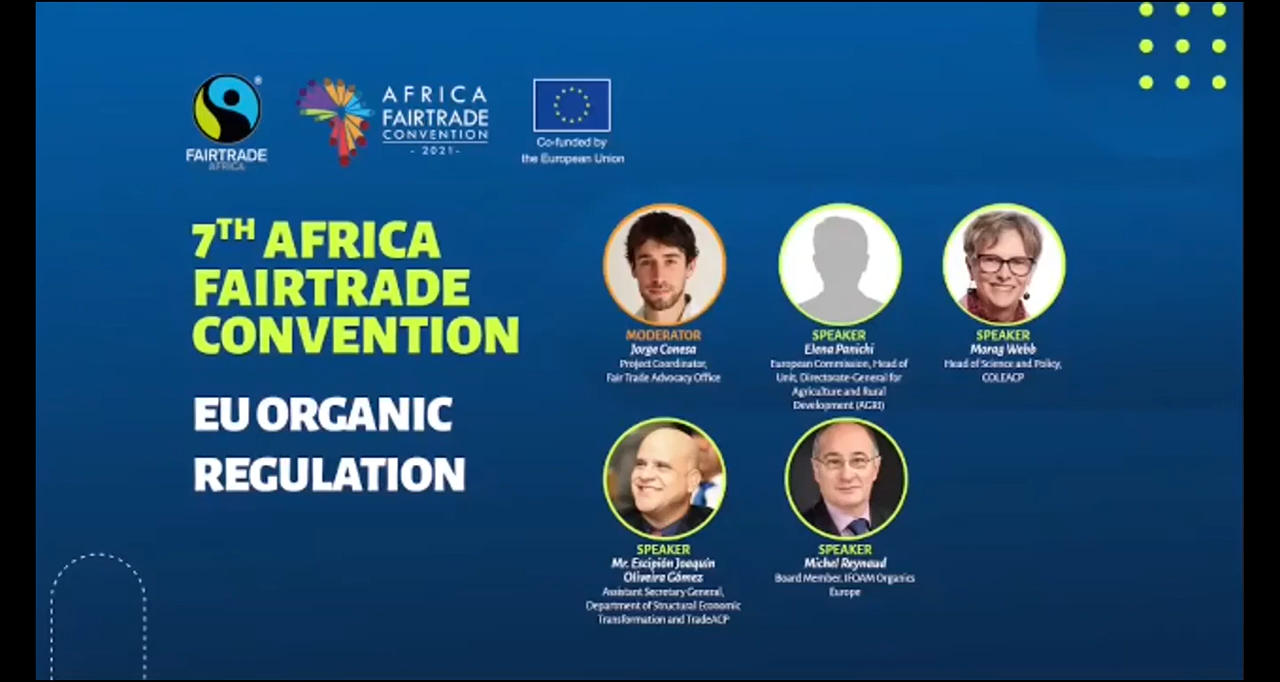 FAIRTRADE
AFRICA
®
AFRICA
FAIRTRADE
CONVENTION
- 2021 -
Co-funded by
the European Union
7TH AFRICA
FAIRTRADE
CONVENTION
EU ORGANIC
REGULATION
MODERATOR
Jorge Conesa
Project Coordinator,
Fair Trade Advocacy Office
SPEAKER
Elena Panichi
European Commission, Head of
Unit, Directorate-General for
Agriculture and Rural
Development (AGRI)
SPEAKER
Morag Webb
Head of Science and Policy,
COLEACP
SPEAKER
Mr. Escipión Joaquín
Oliveira Gómez
Assistant Secretary General,
Department of Structural Economic
Transformation and TradeACP
SPEAKER
Michel Reynaud
Board Member, IFOAM Organics
Europe